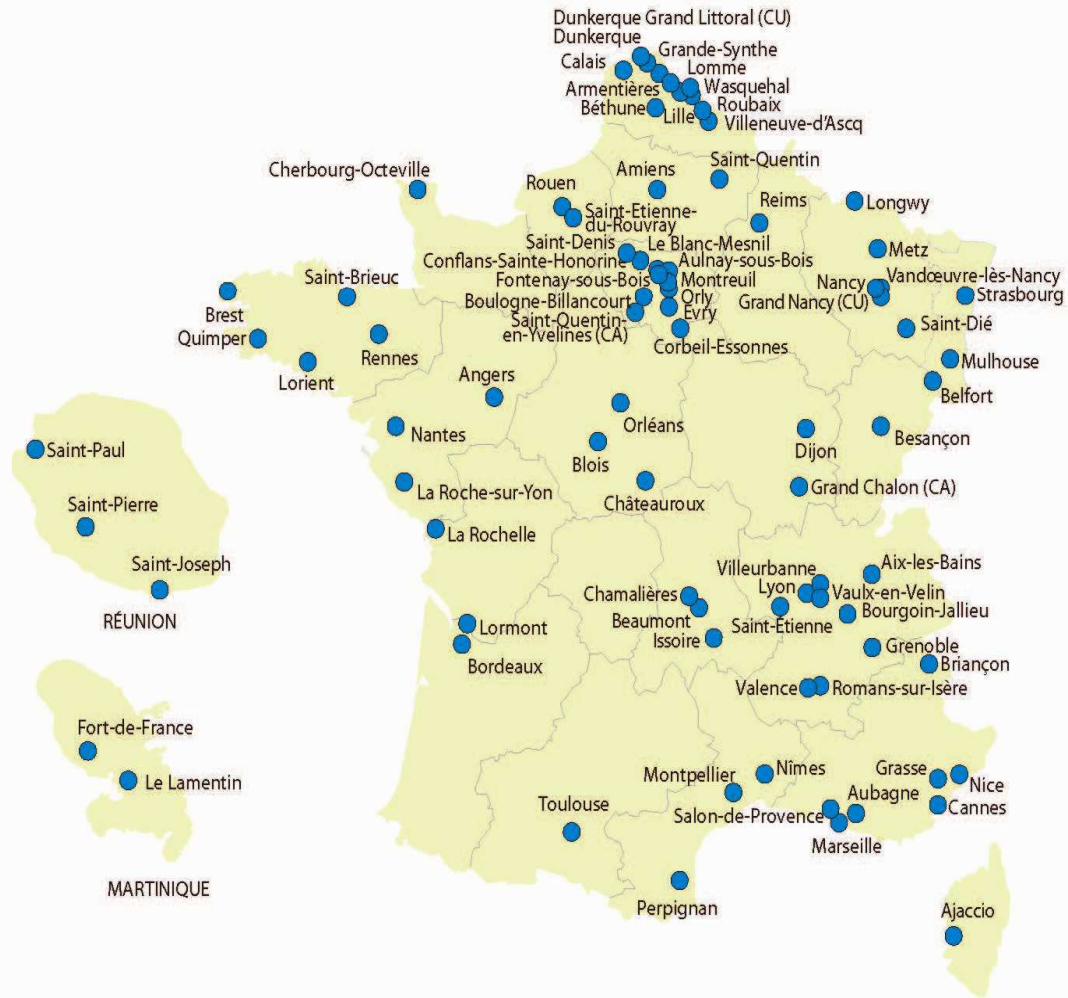 Dunkerque Grand Littoral (CU)
Dunkerque
Grande-Synthe
Calais
Lomme
Armentières
Wasquehal
Béthune
Roubaix
Lille
Villeneuve-d'Ascq
Cherbourg-Octeville
Saint-Quentin
Amiens
Rouen
Reims
Longwy
Saint-Etienne-
du-Rouvray
Saint-Denis
Le Blanc-Mesnil
Metz
Conflans-Sainte-Honorine
Aulnay-sous-Bois
Fontenay-sous-Bois
Montreuil
Nancy
Vandœuvre-lès-Nancy
Saint-Brieuc
Boulogne-Billancourt
Orly
Grand Nancy (CU)
Strasbourg
Brest
Saint-Quentin-
en-Yvelines (CA)
Evry
Saint-Dié
Quimper
Rennes
Corbeil-Essonnes
Lorient
Mulhouse
Angers
Belfort
Orléans
Nantes
Besançon
Blois
Dijon
Saint-Paul
La Roche-sur-Yon
Châteauroux
Grand Chalon (CA)
Saint-Pierre
La Rochelle
Saint-Joseph
Villeurbanne
Aix-les-Bains
Chamalières
Lyon
Vaulx-en-Velin
RÉUNION
Beaumont
Bourgoin-Jallieu
Lormont
Issoire
Saint-Etienne
Bordeaux
Grenoble
Briançon
Valence
Romans-sur-Isère
Fort-de-France
Le Lamentin
Montpellier
Nîmes
Grasse
Nice
Toulouse
Salon-de-Provence
Aubagne
Cannes
Marseille
MARTINIQUE
Perpignan
Ajaccio